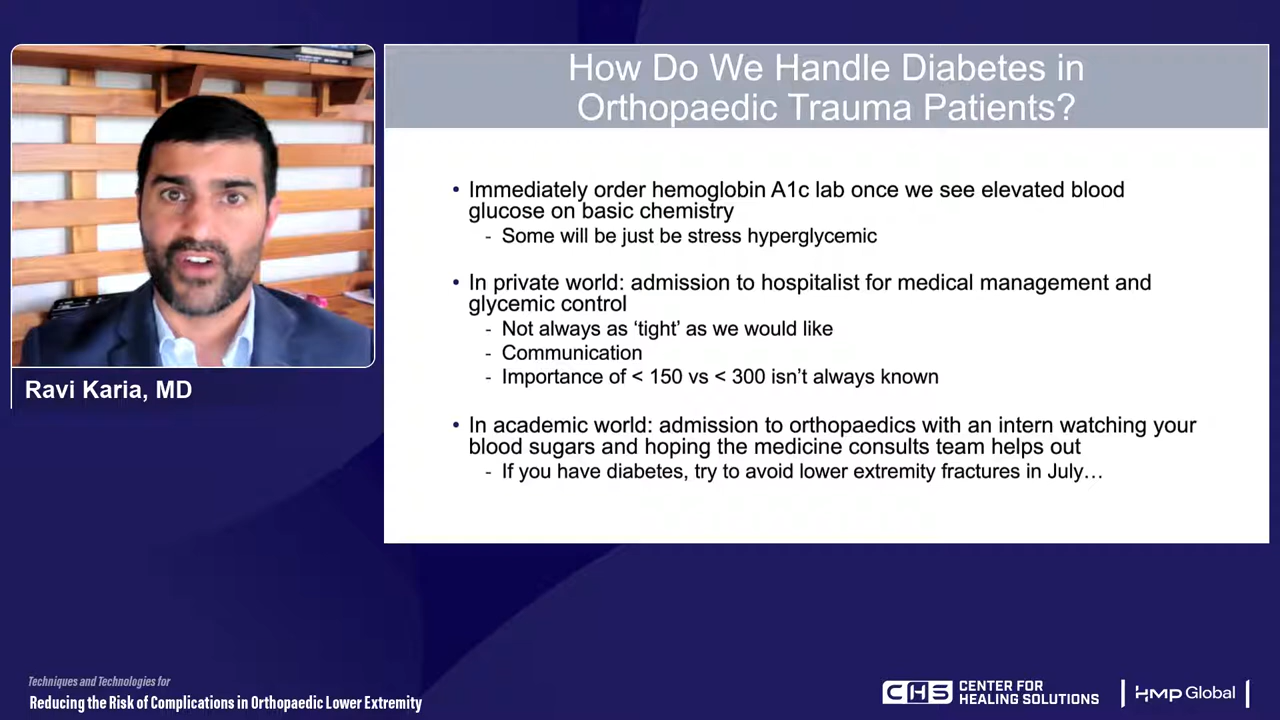 How Do We Handle Diabetes in
Orthopaedic Trauma Patients?
• Immediately order hemoglobin A1c lab once we see elevated blood
glucose on basic chemistry
- Some will be just be stress hyperglycemic
• In private world: admission to hospitalist for medical management and
glycemic control
- Not always as ‘tight’ as we would like
- Communication
- Importance of < 150 vs < 300 isn’t always known
• In academic world: admission to orthopaedics with an intern watching your
blood sugars and hoping the medicine consults team helps out
- If you have diabetes, try to avoid lower extremity fractures in July…
Ravi Karia, MD
Techniques and Technologies for
Reducing the Risk of Complications in Orthopaedic Lower Extremity
CHS CENTER FOR
HEALING SOLUTIONS
HMP Global